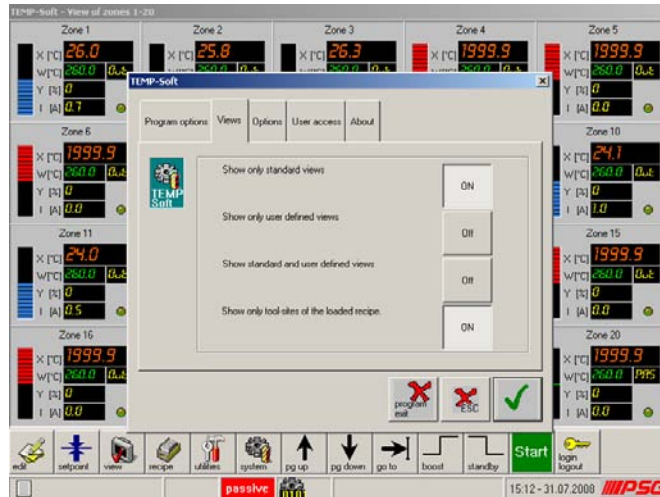 TEMP-Soft - View of zones 1-20
Zone 1 Zone 2 Zone 3 Zone 4 Zone 5
X [°C] 26.0 X [°C] 25.8 X [°C] 26.3 X [°C] 1999.9 X [°C] 1999.9
W[°C] 260.0 Out W[°C] 260.0 Out
Y [%] 0 Y [%] 0
I [A] 0.7 I [A] 0.0
TEMP-Soft
Program options Views Options User access About
Zone 6 Zone 10
X [°C] 1999.9 X [°C] 24.1
W[°C] 260.0 Out W[°C] 260.0 Out
Y [%] 0 Y [%] 0
I [A] 0.0 I [A] 1.0
TEMP
Soft
Show only standard views ON
Show only user defined views Off
Show standard and user defined views Off
Show only tool-sites of the loaded recipe. ON
Zone 11 Zone 15
X [°C] 24.0 X [°C] 1999.9
W[°C] 260.0 Out W[°C] 260.0 Out
Y [%] 0 Y [%] 0
I [A] 0.5 I [A] 0.0
Zone 16 Zone 20
X [°C] 1999.9 X [°C] 1999.9
W[°C] 260.0 Out W[°C] 260.0 PAS
Y [%] 0 Y [%] 0
I [A] 0.0 I [A] 0.0
program exit ESC
edit setpoint view recipe utilities system pg up pg down go to boost standby Start login logout
passive 0101 15:12 - 31.07.2008 PSG